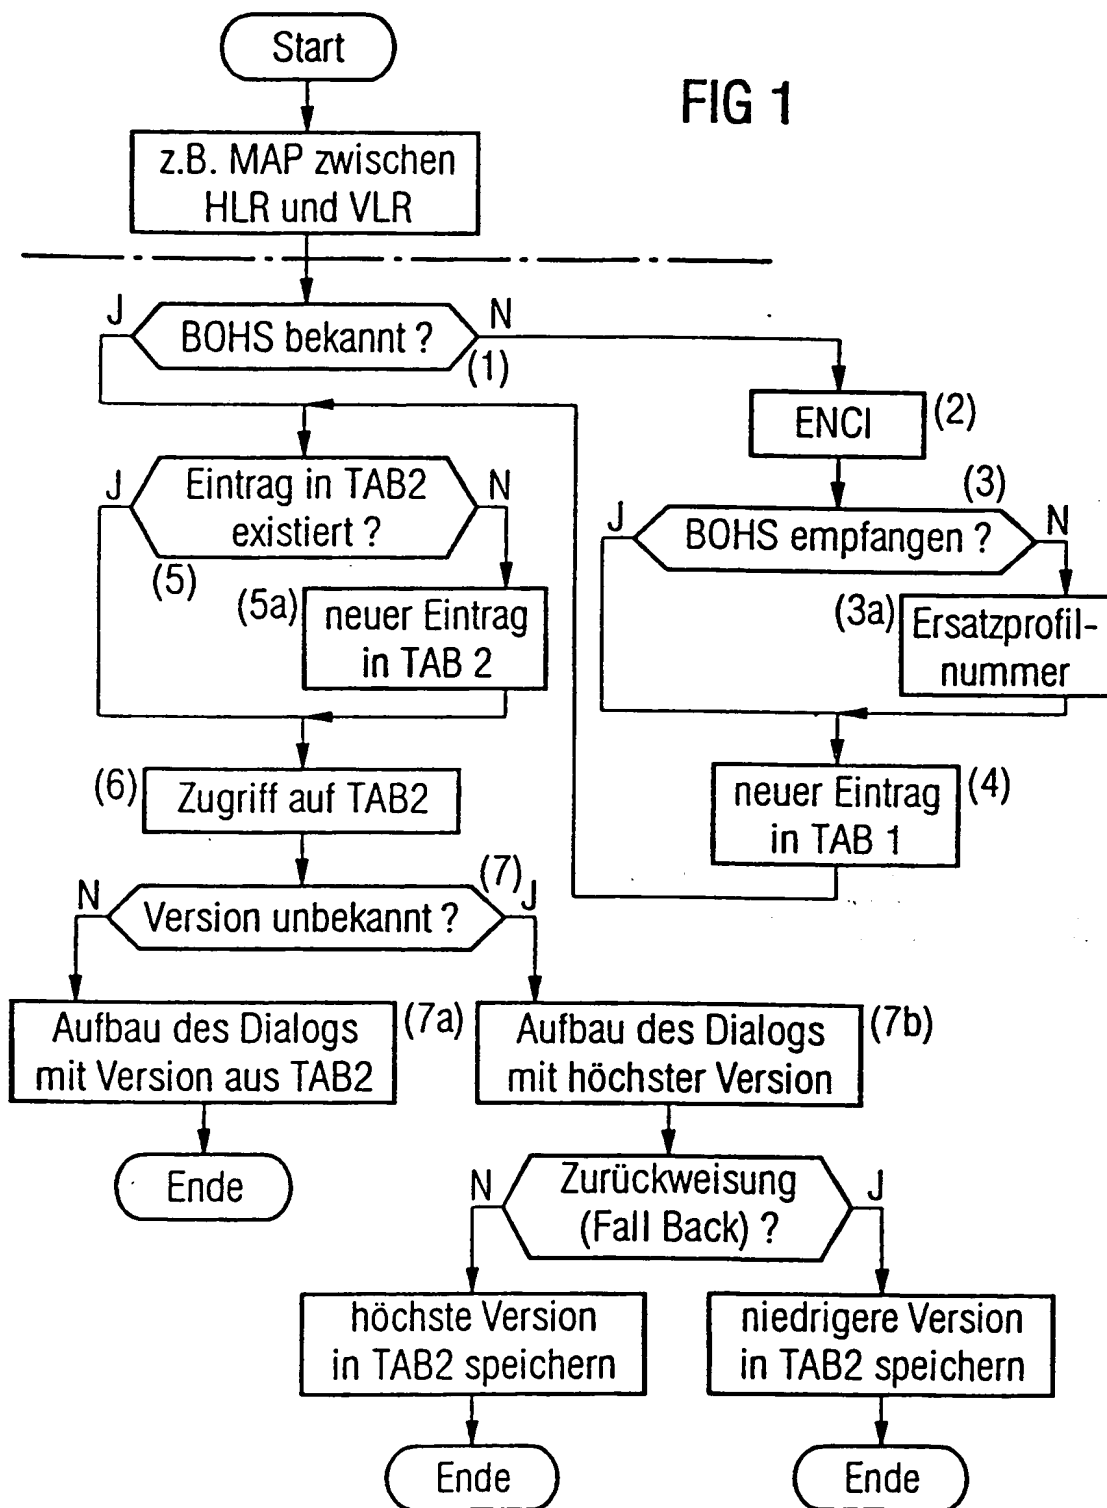 Start
FIG 1
z.B. MAP zwischen
HLR und VLR
J
BOHS bekannt ?
N
(1)
ENCI
(2)
J
Eintrag in TAB2
existiert ?
N
(5)
(3)
J
BOHS empfangen ?
N
(5a)
neuer Eintrag
in TAB 2
(3a)
Ersatzprofil-
nummer
(6)
Zugriff auf TAB2
neuer Eintrag
in TAB 1
(4)
N
Version unbekannt ?
(7)
J
Aufbau des Dialogs
mit Version aus TAB2
(7a)
Aufbau des Dialogs
mit höchster Version
(7b)
Ende
N
Zurückweisung
(Fall Back) ?
J
höchste Version
in TAB2 speichern
niedrigere Version
in TAB2 speichern
Ende
Ende